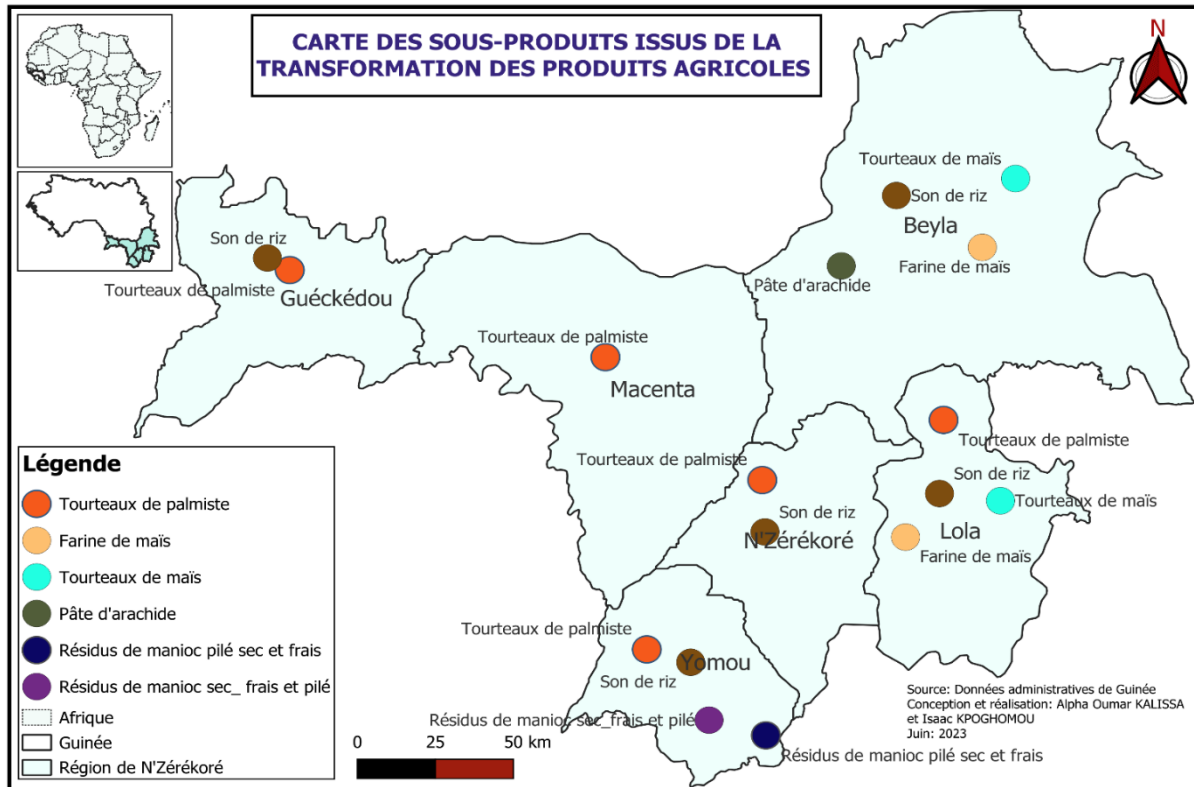 CARTE DES SOUS-PRODUITS ISSUS DE LA
TRANSFORMATION DES PRODUITS AGRICOLES
N
Tourteaux de maïs
Son de riz
Beyla
Farine de maïs
Pâte d'arachide
Son de riz
Tourteaux de palmiste
Guéckédou
Tourteaux de palmiste
Macenta
Tourteaux de palmiste
Son de riz
N'Zérékoré
Tourteaux de palmiste
Son de riz
Tourteaux de maïs
Lola
Farine de maïs
Tourteaux de palmiste
Yomou
Son de riz
Résidus de manioc sec_frais et pilé
Résidus de manioc pilé sec et frais
Légende
Tourteaux de palmiste
Farine de maïs
Tourteaux de maïs
Pâte d'arachide
Résidus de manioc pilé sec et frais
Résidus de manioc sec_ frais et pilé
Afrique
Guinée
Région de N'Zérékoré
0 25 50 km
Source: Données administratives de Guinée
Conception et réalisation: Alpha Oumar KALISSA
et Isaac KPOGHOMOU
Juin: 2023